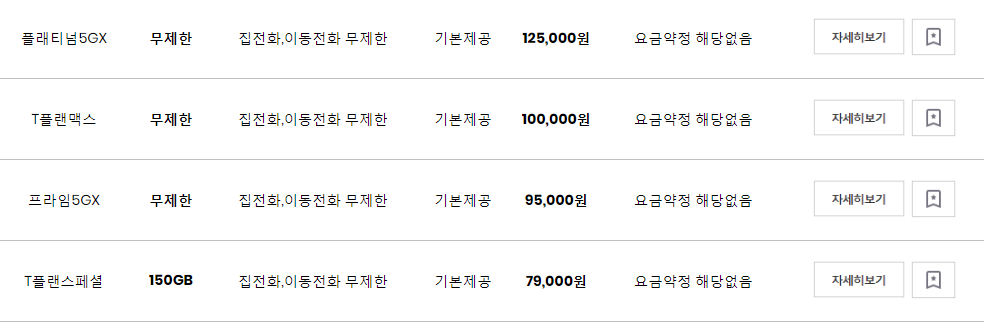 플래티넘5GX 무제한 집전화,이동전화 무제한 기본제공 125,000원 요금약정 해당없음 자세히보기
T플랜맥스 무제한 집전화,이동전화 무제한 기본제공 100,000원 요금약정 해당없음 자세히보기
프라임5GX 무제한 집전화,이동전화 무제한 기본제공 95,000원 요금약정 해당없음 자세히보기
T플랜스페셜 150GB 집전화,이동전화 무제한 기본제공 79,000원 요금약정 해당없음 자세히보기